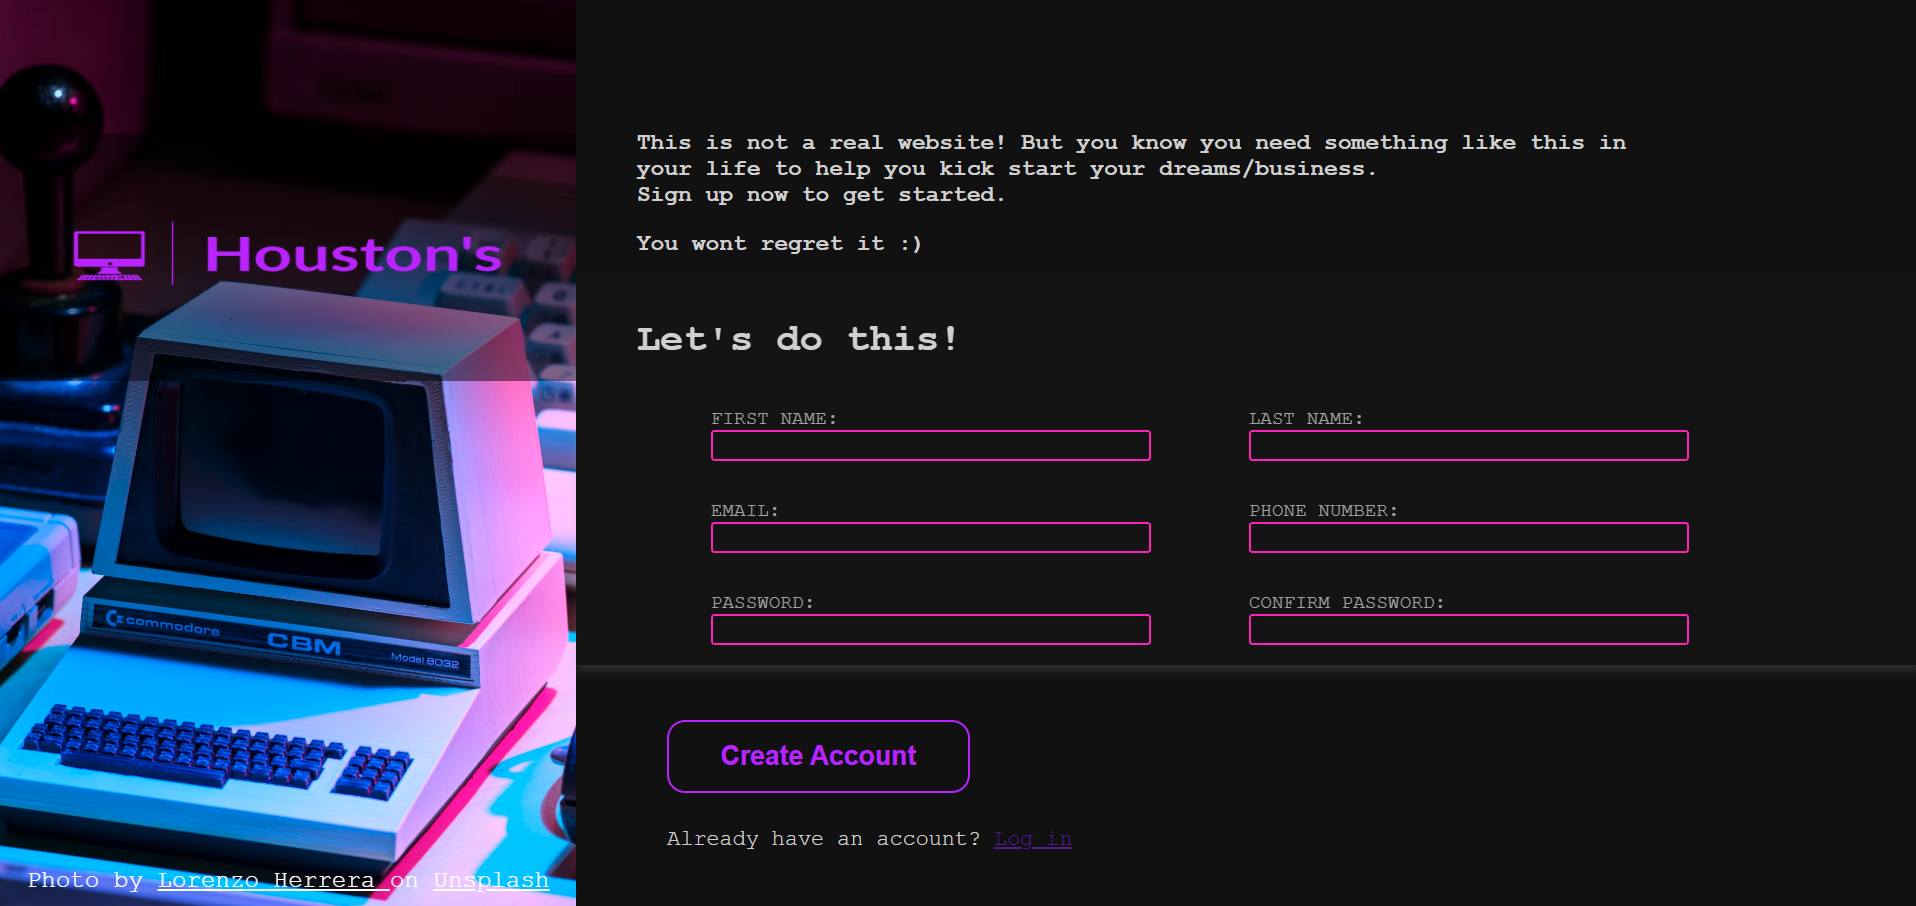 Houston's
commodore
CBM
Model 8032
Photo by Lorenzo Herrera on Unsplash
This is not a real website! But you know you need something like this in
your life to help you kick start your dreams/business.
Sign up now to get started.
You wont regret it :)
Let's do this!
FIRST NAME:
LAST NAME:
EMAIL:
PHONE NUMBER:
PASSWORD:
CONFIRM PASSWORD:
Create Account
Already have an account? Log in